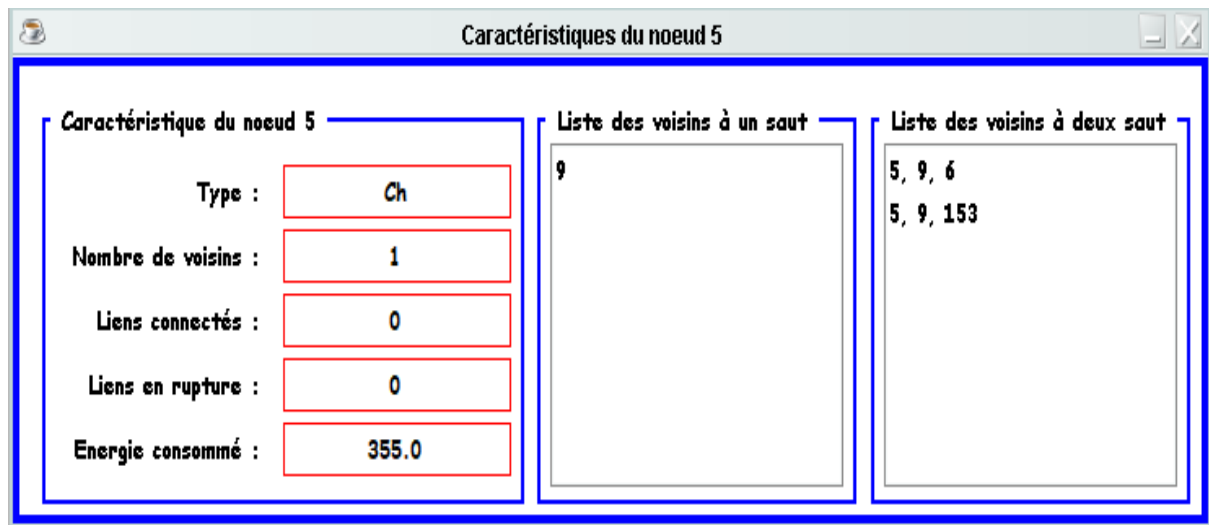 Caractéristiques du noeud 5
Caractéristique du noeud 5
Type :
Ch
Nombre de voisins :
1
Liens connectés :
0
Liens en rupture :
0
Energie consommé :
355.0
Liste des voisins à un saut
9
Liste des voisins à deux saut
5, 9, 6
5, 9, 153